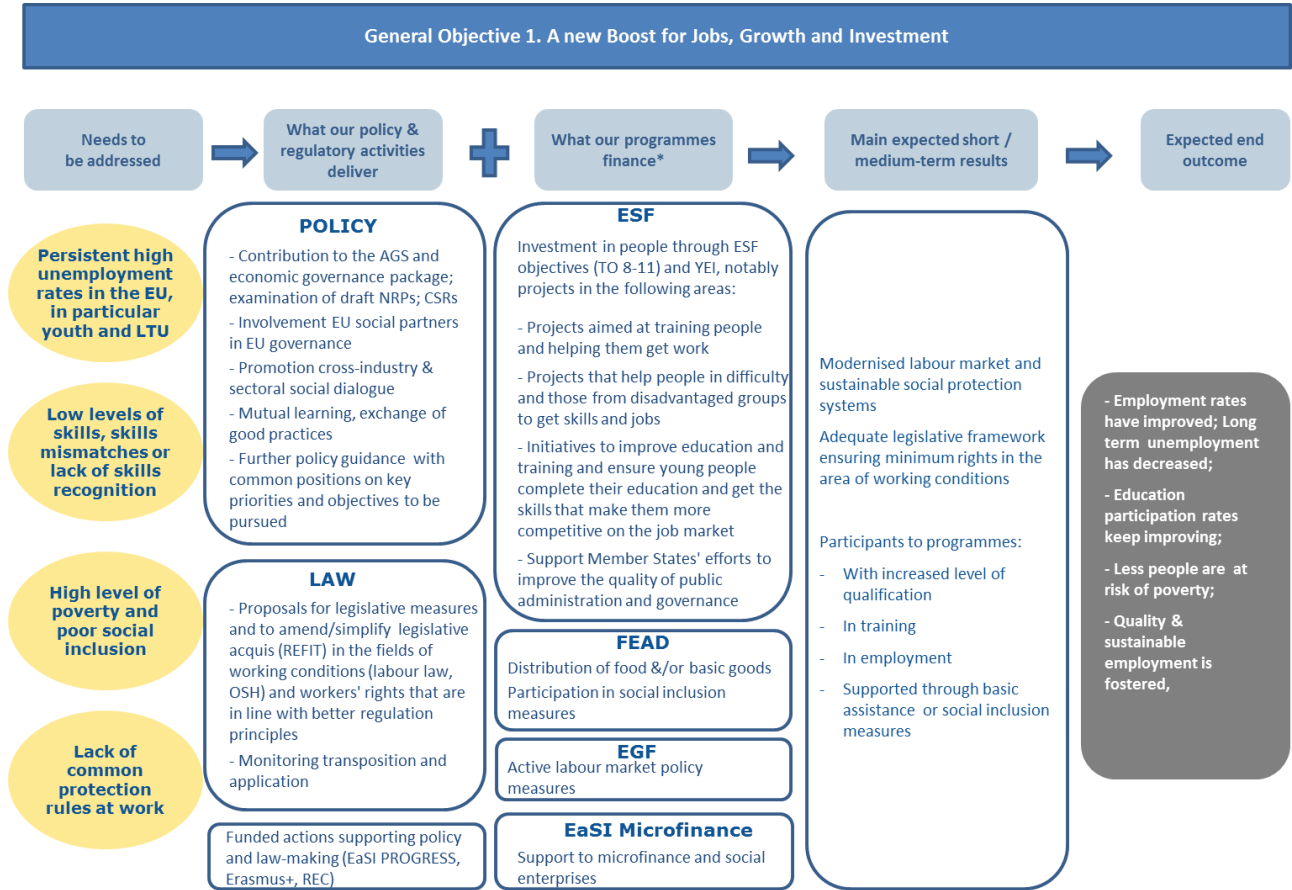 General Objective 1. A new Boost for Jobs, Growth and Investment
Needs to
be addressed
What our policy &
regulatory activities
deliver
What our programmes
finance*
Main expected short /
medium-term results
Expected end
outcome
Persistent high
unemployment
rates in the EU,
in particular
youth and LTU
Low levels of
skills, skills
mismatches or
lack of skills
recognition
High level of
poverty and
poor social
inclusion
Lack of
common
protection
rules at work
POLICY
- Contribution to the AGS and
economic governance package;
examination of draft NRPs; CSRs
- Involvement EU social partners
in EU governance
- Promotion cross-industry &
sectoral social dialogue
- Mutual learning, exchange of
good practices
- Further policy guidance with
common positions on key
priorities and objectives to be
pursued
LAW
- Proposals for legislative measures
and to amend/simplify legislative
acquis (REFIT) in the fields of
working conditions (labour law,
OSH) and workers' rights that are
in line with better regulation
principles
- Monitoring transposition and
application
Funded actions supporting policy
and law-making (EaSI PROGRESS,
Erasmus+, REC)
ESF
Investment in people through ESF
objectives (TO 8-11) and YEI, notably
projects in the following areas:
- Projects aimed at training people
and helping them get work
- Projects that help people in difficulty
and those from disadvantaged groups
to get skills and jobs
- Initiatives to improve education and
training and ensure young people
complete their education and get the
skills that make them more
competitive on the job market
- Support Member States' efforts to
improve the quality of public
administration and governance
FEAD
Distribution of food &/or basic goods
Participation in social inclusion
measures
EGF
Active labour market policy
measures
EaSI Microfinance
Support to microfinance and social
enterprises
Modernised labour market and
sustainable social protection
systems
Adequate legislative framework
ensuring minimum rights in the
area of working conditions
Participants to programmes:
- With increased level of
qualification
- In training
- In employment
- Supported through basic
assistance or social inclusion
measures
- Employment rates
have improved; Long
term unemployment
has decreased;
- Education
participation rates
keep improving;
- Less people are at
risk of poverty;
- Quality &
sustainable
employment is
fostered,